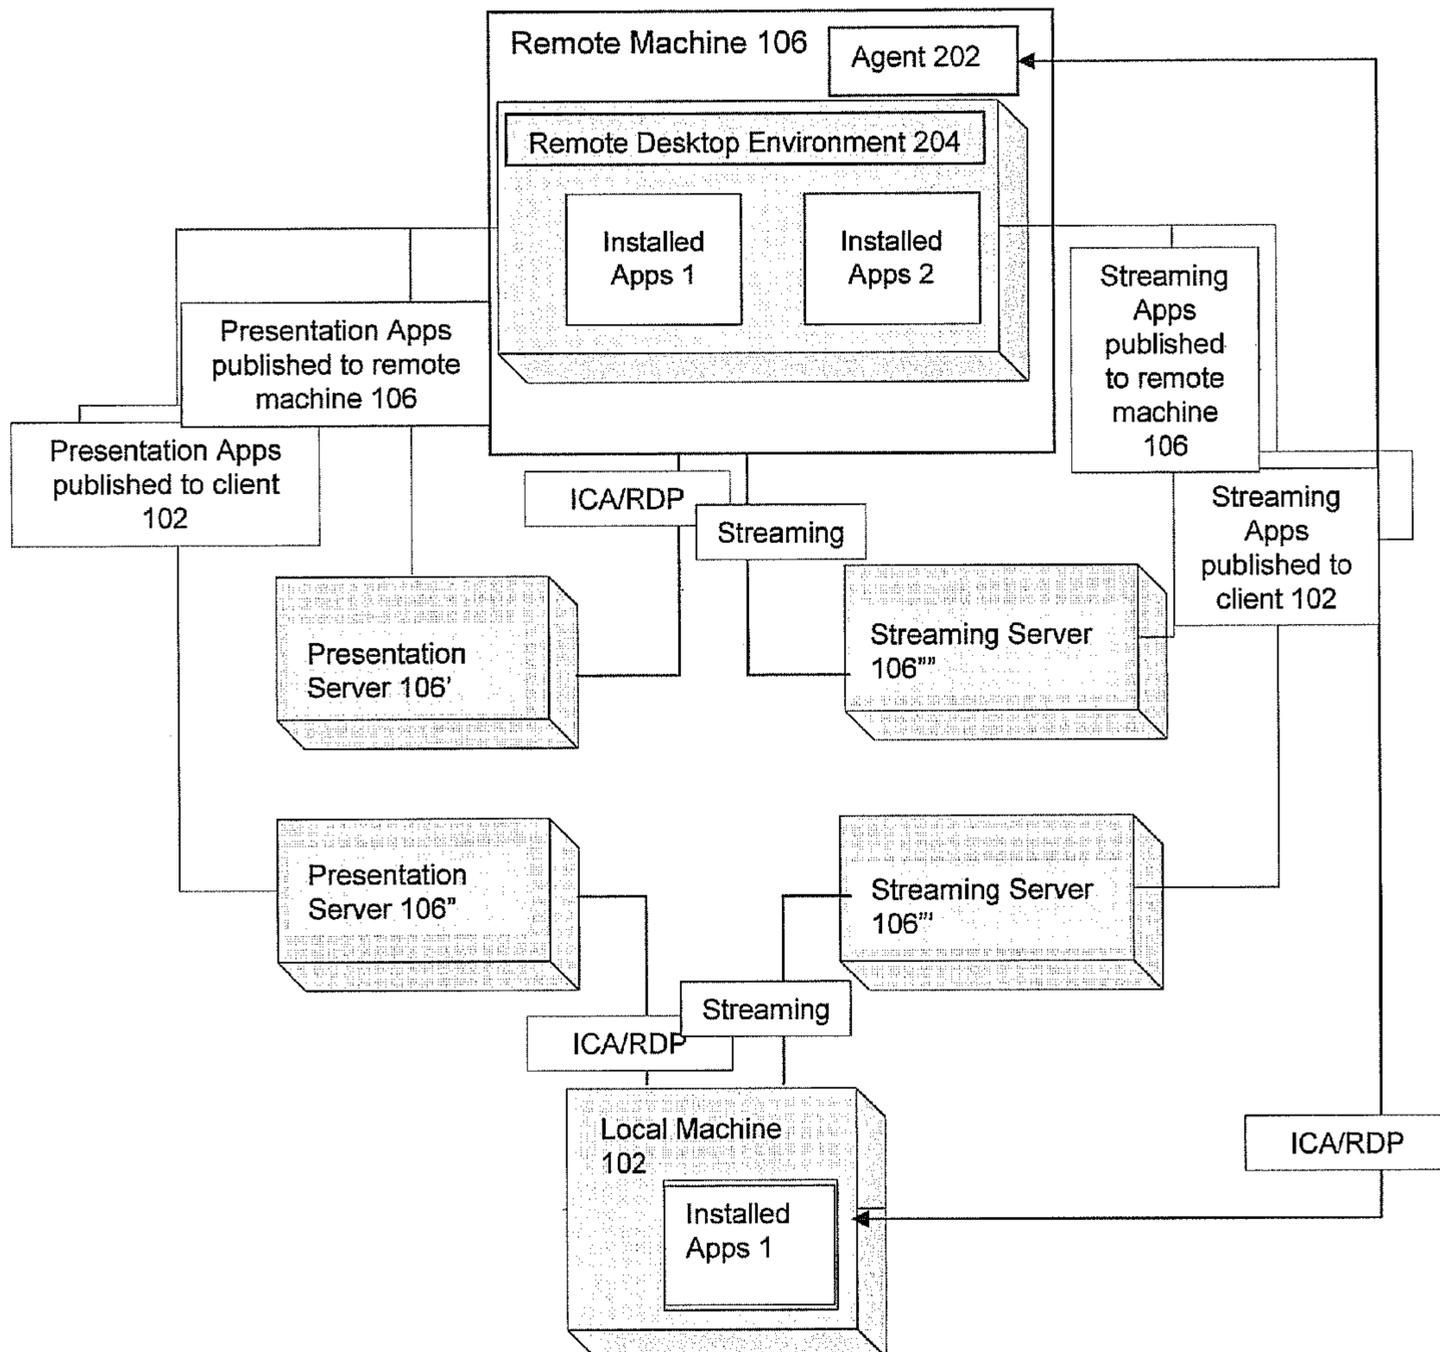 Remote Machine 106
Agent 202
Remote Desktop Environment 204
Installed
Apps 1
Installed
Apps 2
Presentation Apps
published to remote
machine 106
Streaming
Apps
published
to remote
machine
106
Presentation Apps
published to client
102
ICA/RDP
Streaming
Streaming
Apps
published to
client 102
Presentation
Server 106'
Streaming Server
106""
Presentation
Server 106"
Streaming Server
106"'
Streaming
ICA/RDP
Local Machine
102
ICA/RDP
Installed
Apps 1